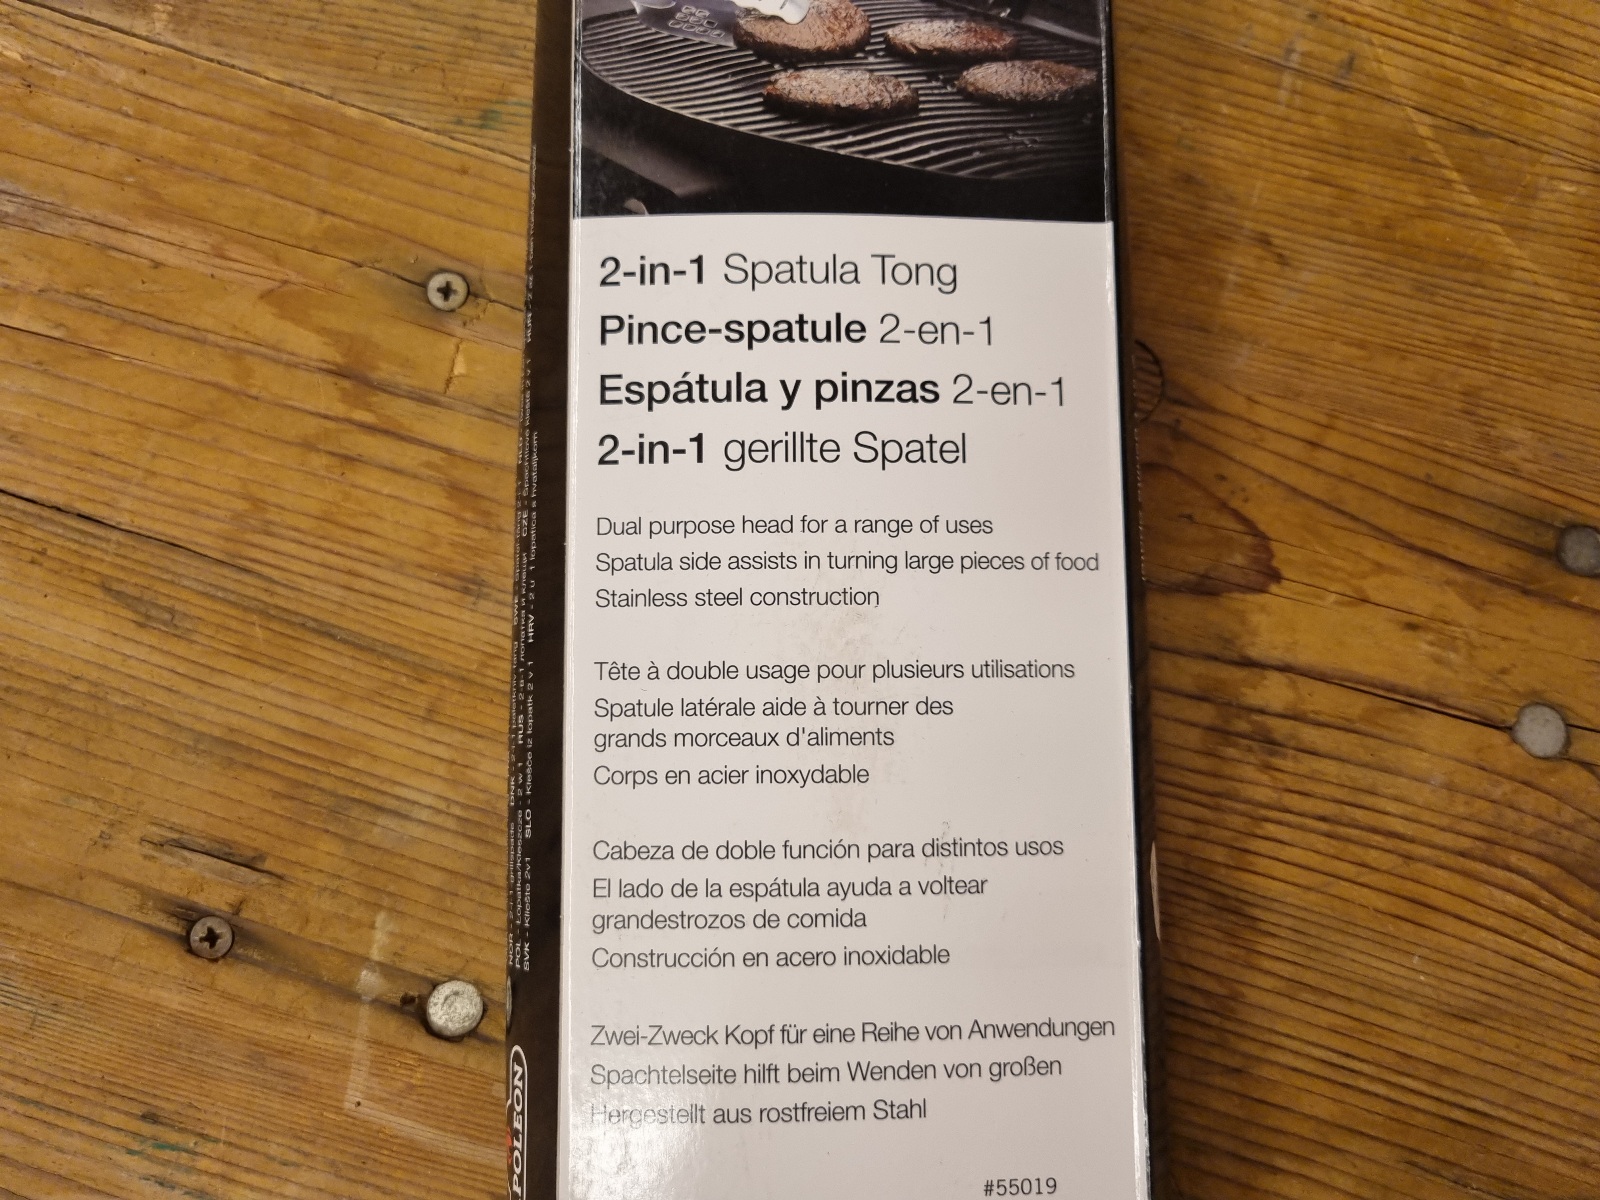 2-in-1 Spatula Tong
Pince-spatule 2-en-1
Espátula y pinzas 2-en-1
2-in-1 gerillte Spatel
Dual purpose head for a range of uses
Spatula side assists in turning large pieces of food
Stainless steel construction
Tête à double usage pour plusieurs utilisations
Spatule latérale aide à tourner des
grands morceaux d'aliments
Corps en acier inoxydable
Cabeza de doble función para distintos usos
El lado de la espátula ayuda a voltear
grandestrozos de comida
Construcción en acero inoxidable
Zwei-Zweck Kopf für eine Reihe von Anwendungen
Spachtelseite hilft beim Wenden von großen
Hergestellt aus rostfreiem Stahl
#55019
POLEON